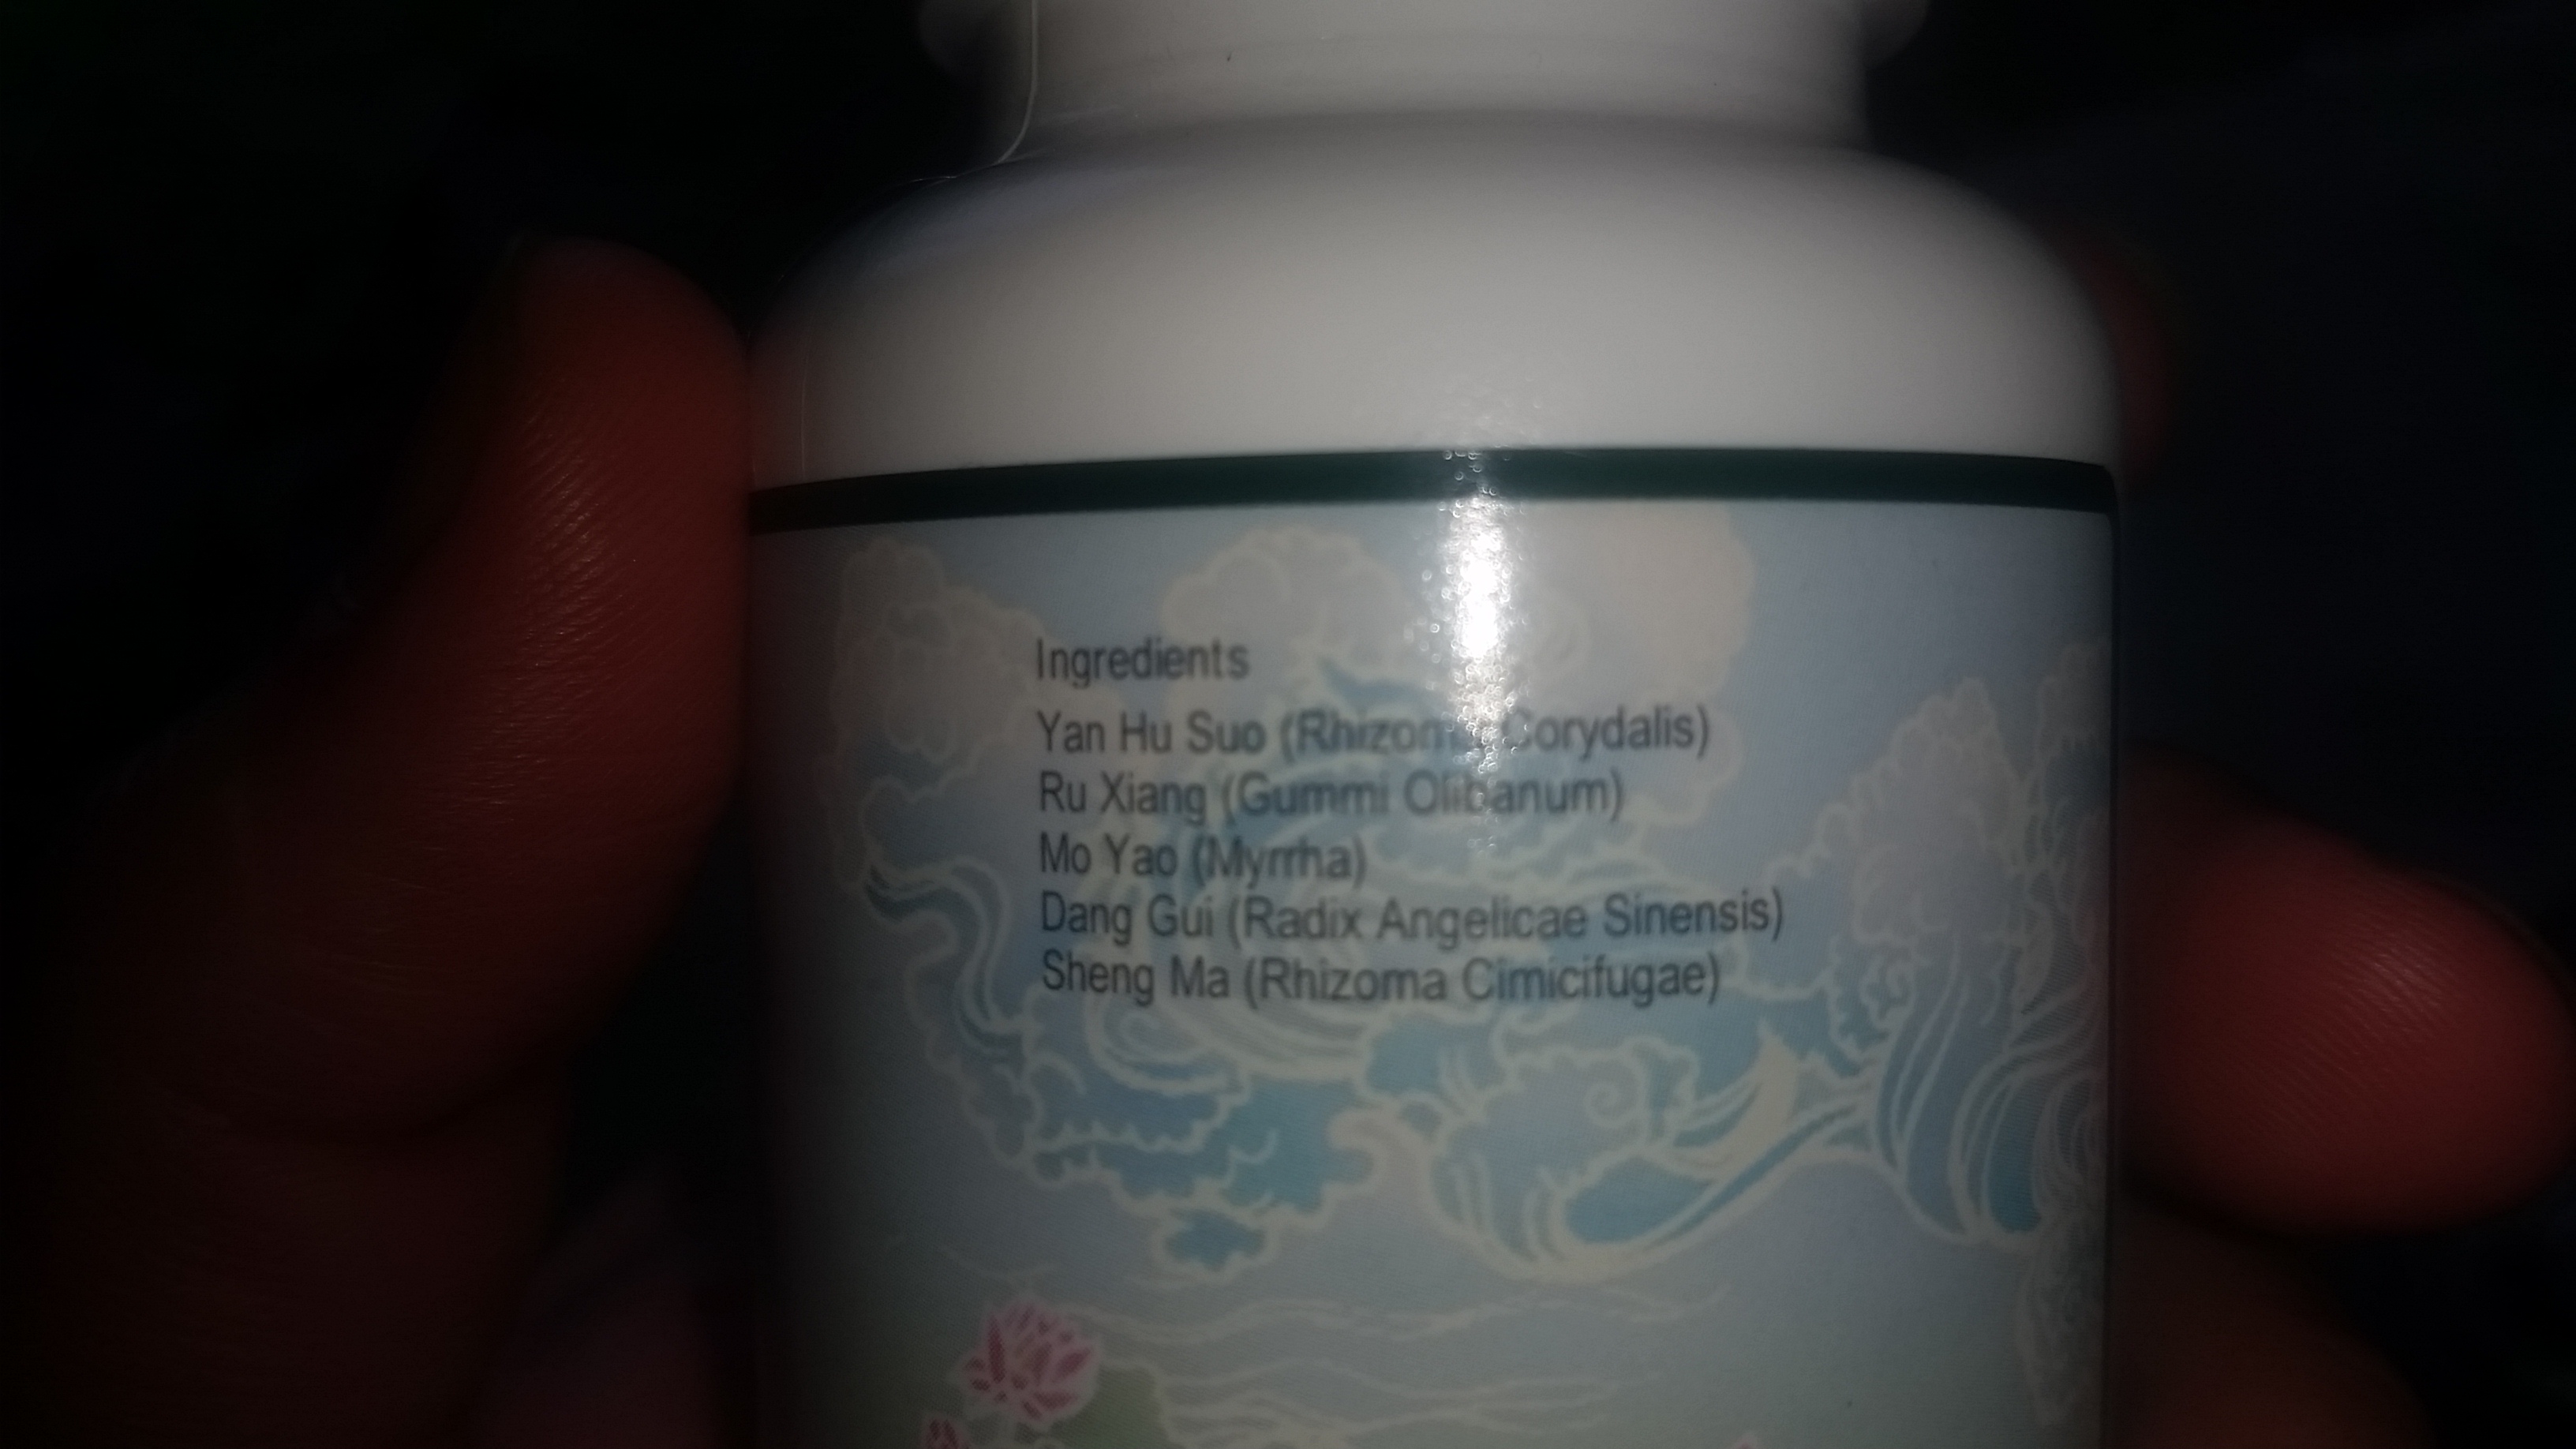 Ingredients
Yan Hu Suo (Rhizoma Corydalis)
Ru Xiang (Gummi Olibanum)
Mo Yao (Myrrha)
Dang Gui (Radix Angelicae Sinensis)
Sheng Ma (Rhizoma Cimicifugae)